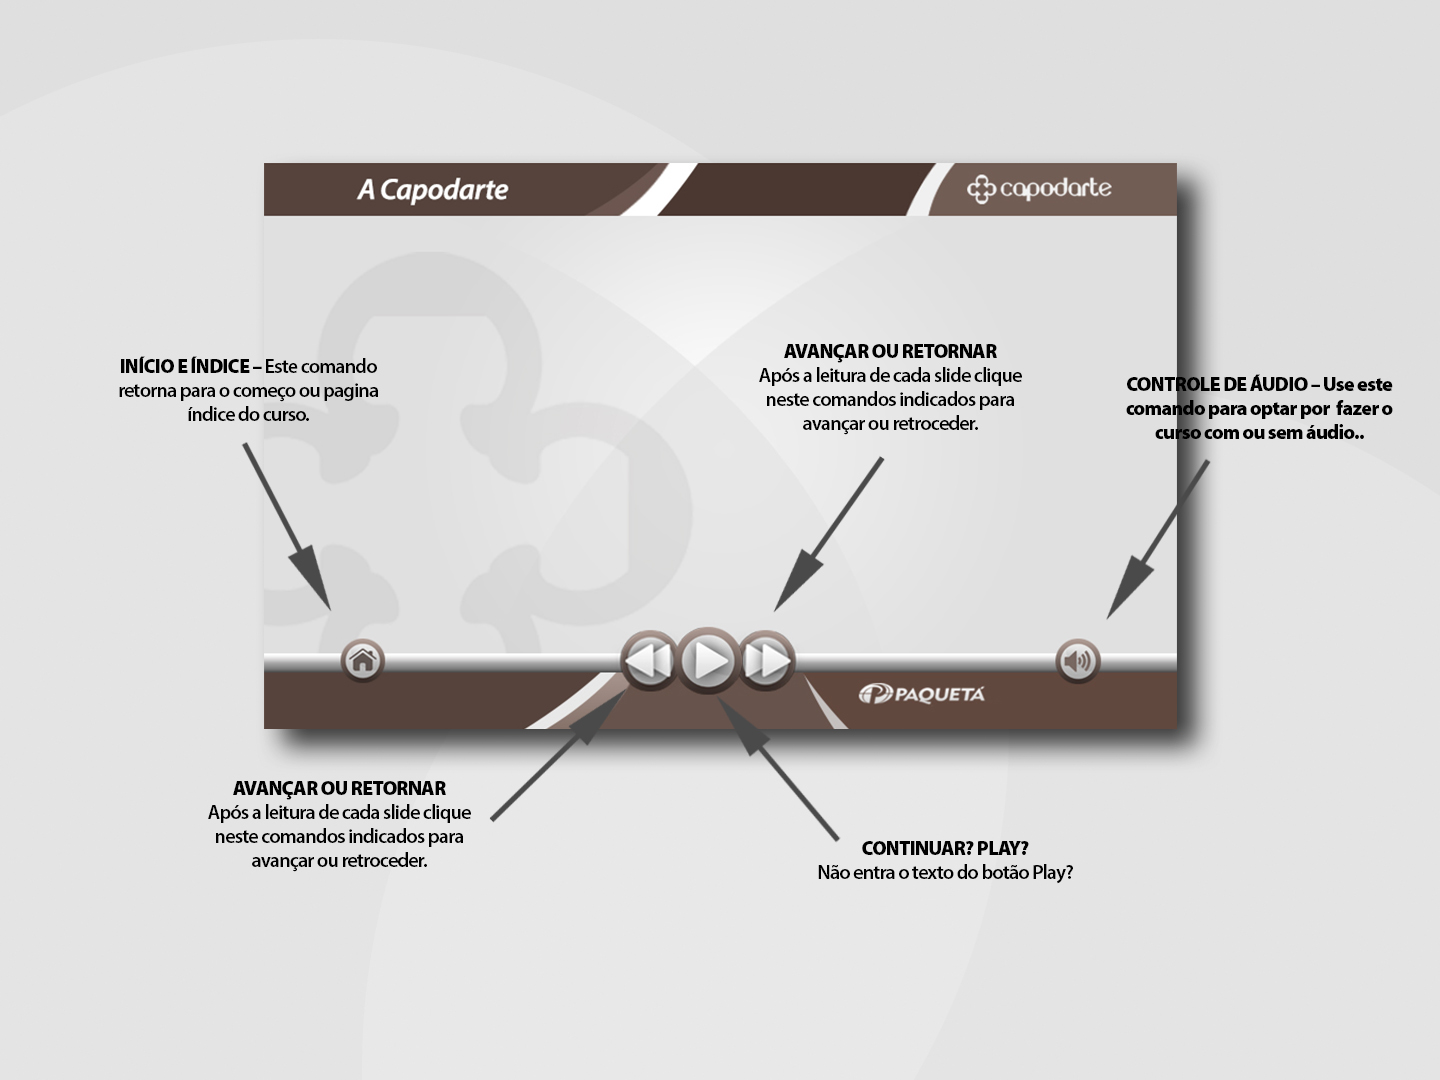 A Capodarte
capodarte
INÍCIO E ÍNDICE – Este comando
retorna para o começo ou pagina
índice do curso.
AVANÇAR OU RETORNAR
Após a leitura de cada slide clique
neste comandos indicados para
avançar ou retroceder.
CONTROLE DE ÁUDIO – Use este
comando para optar por  fazer o
curso com ou sem áudio..
PAQUETÁ
AVANÇAR OU RETORNAR
Após a leitura de cada slide clique
neste comandos indicados para
avançar ou retroceder.
CONTINUAR? PLAY?
Não entra o texto do botão Play?